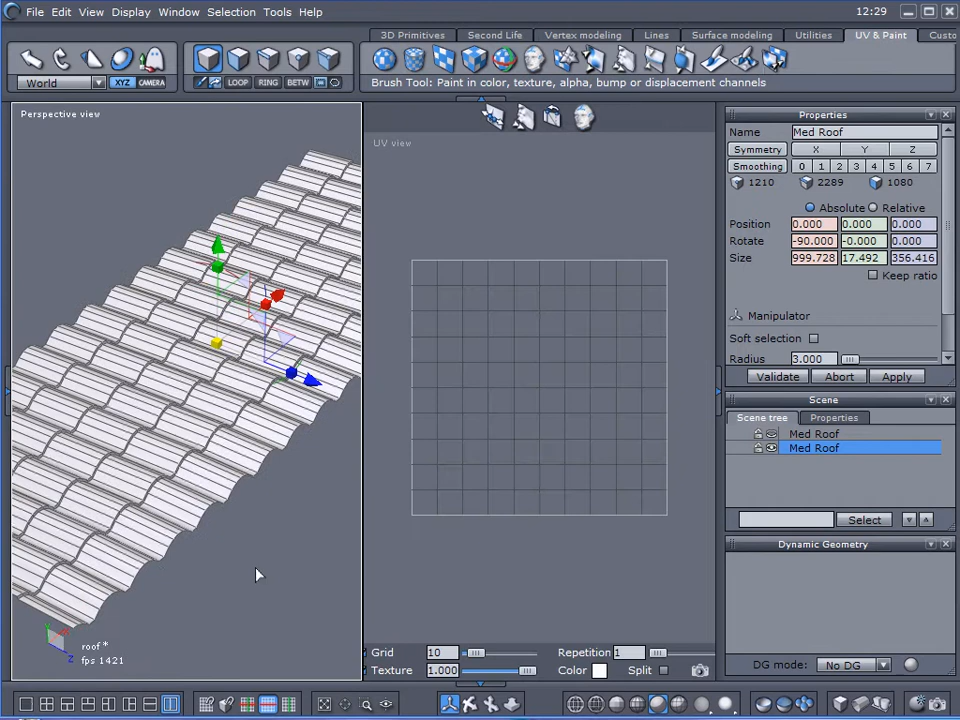 File Edit View Display Window Selection Tools Help 12:29
3D Primitives Second Life Vertex modeling Lines Surface modeling Utilities UV & Paint Custo
World XYZ CAMERA LOOP RING BETW
Brush Tool: Paint in color, texture, alpha, bump or displacement channels
Perspective view
UV view
Properties
Name Med Roof
Symmetry X Y Z
Smoothing 0 1 2 3 4 5 6 7
1210 2289 1080
Absolute Relative
Position 0.000 0.000 0.000
Rotate -90.000 -0.000 0.000
Size 999.728 17.492 356.416
Keep ratio
Manipulator
Soft selection
Radius 3.000
Validate Abort Apply
Scene
Scene tree Properties
Med Roof
Med Roof
Select
Dynamic Geometry
DG mode: No DG
Y
X
Z
roof *
fps 1421
Grid 10 Repetition 1
Texture 1.000 Color Split